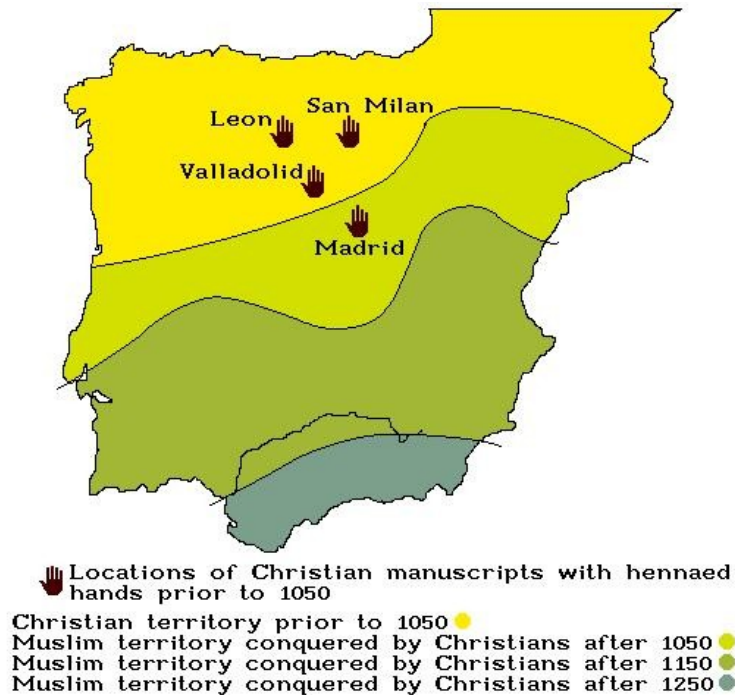 San Milan
Leon
Valladolid
Madrid
Locations of Christian manuscripts with hennaed
hands prior to 1050
Christian territory prior to 1050
Muslim territory conquered by Christians after 1050
Muslim territory conquered by Christians after 1150
Muslim territory conquered by Christians after 1250